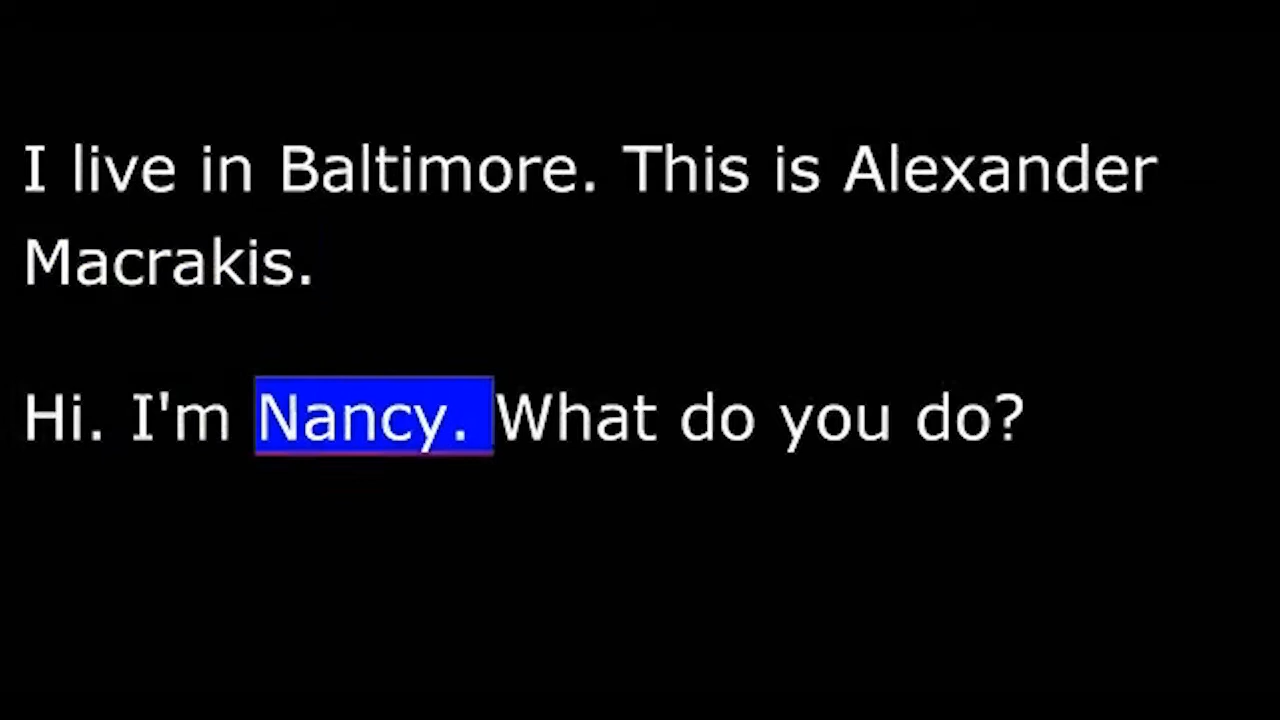 I live in Baltimore. This is Alexander
Macrakis.
Hi. I'm Nancy. What do you do?